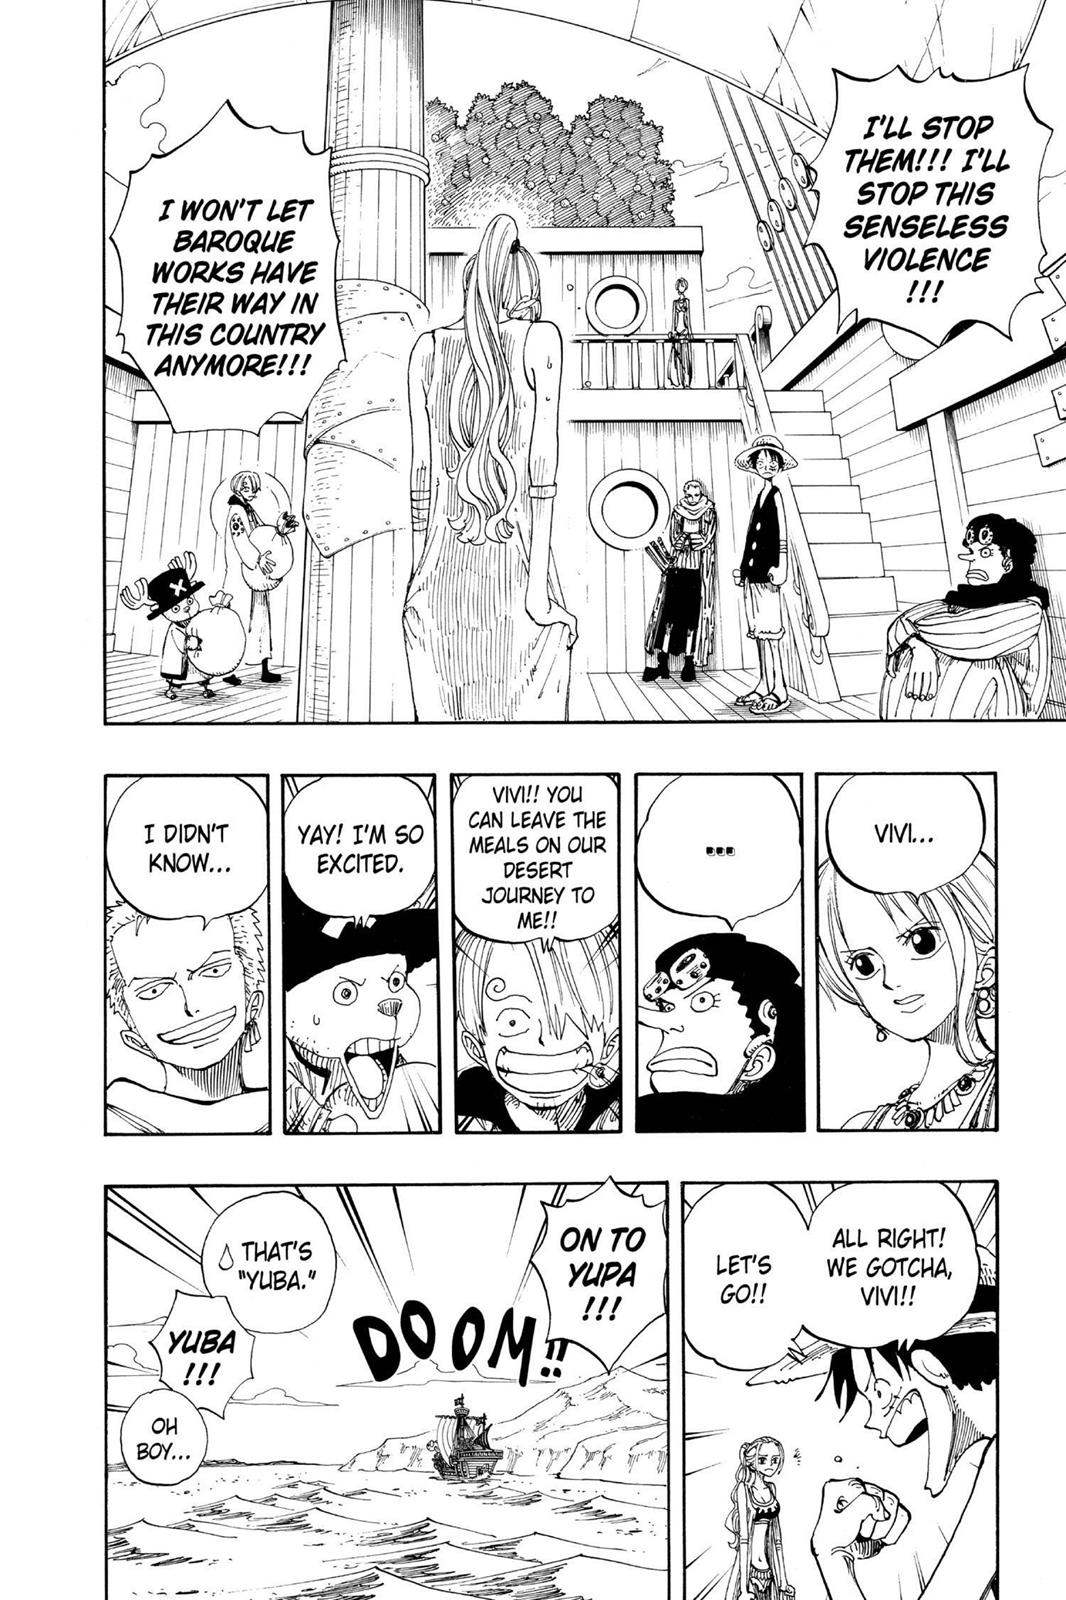 I'LL STOP
THEM!!! I'LL
STOP THIS
SENSELESS
VIOLENCE
!!!
I WON'T LET
BAROQUE
WORKS HAVE
THEIR WAY IN
THIS COUNTRY
ANYMORE!!!
VIVI...
...
VIVI!! YOU
CAN LEAVE THE
MEALS ON OUR
DESERT
JOURNEY TO
ME!!
YAY! I'M SO
EXCITED.
I DIDN'T
KNOW...
ALL RIGHT!
WE GOTCHA,
VIVI!!
LET'S
GO!!
ON TO
YUPA
!!!
DOOM!!
THAT'S
"YUBA."
YUBA
!!!
OH
BOY...